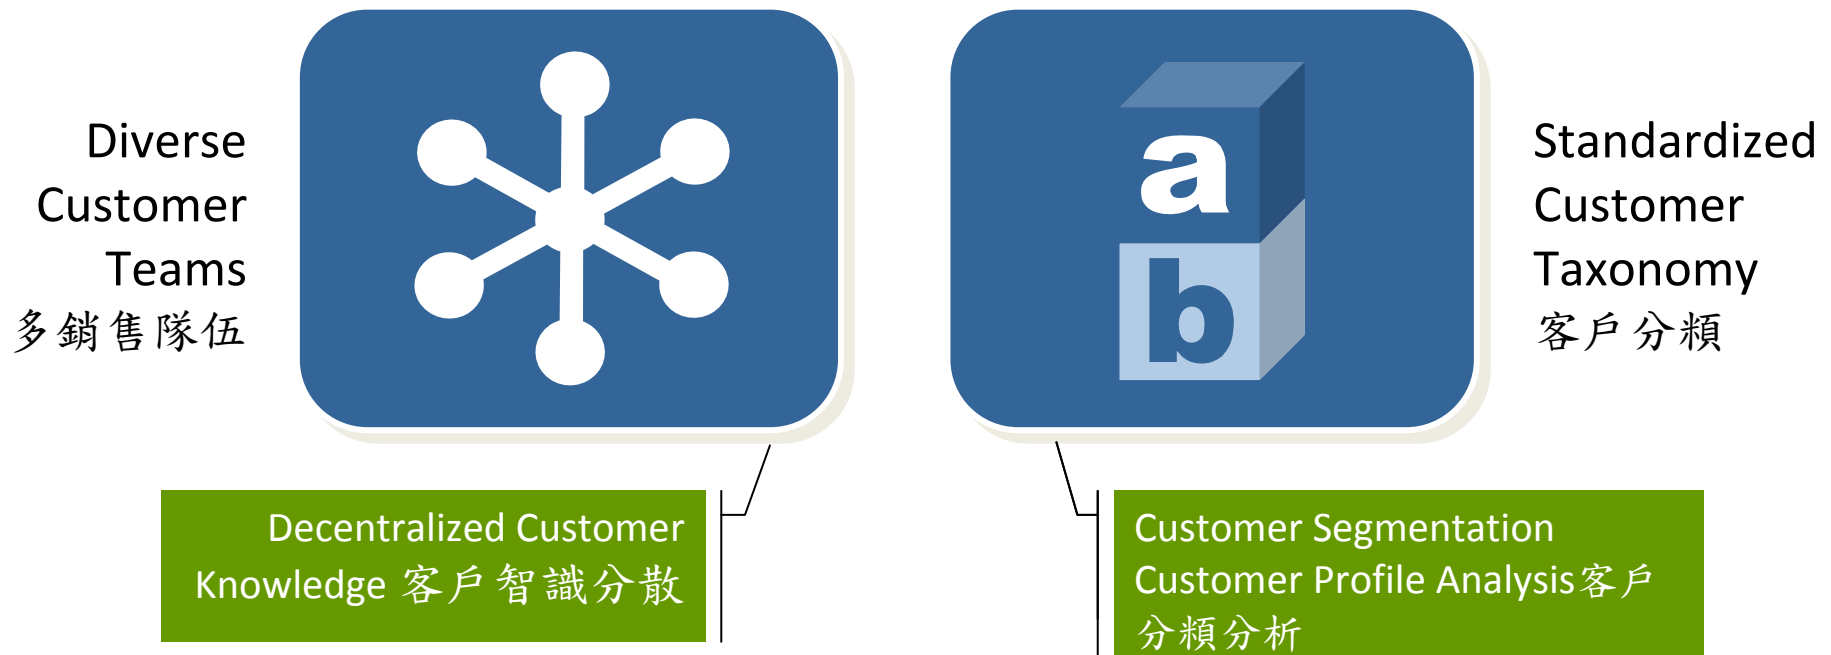 Diverse
Customer
Teams
多銷售隊伍
a
b
Standardized
Customer
Taxonomy
客戶分頪
Decentralized Customer
Knowledge 客戶智識分散
Customer Segmentation
Customer Profile Analysis客戶
分頪分析